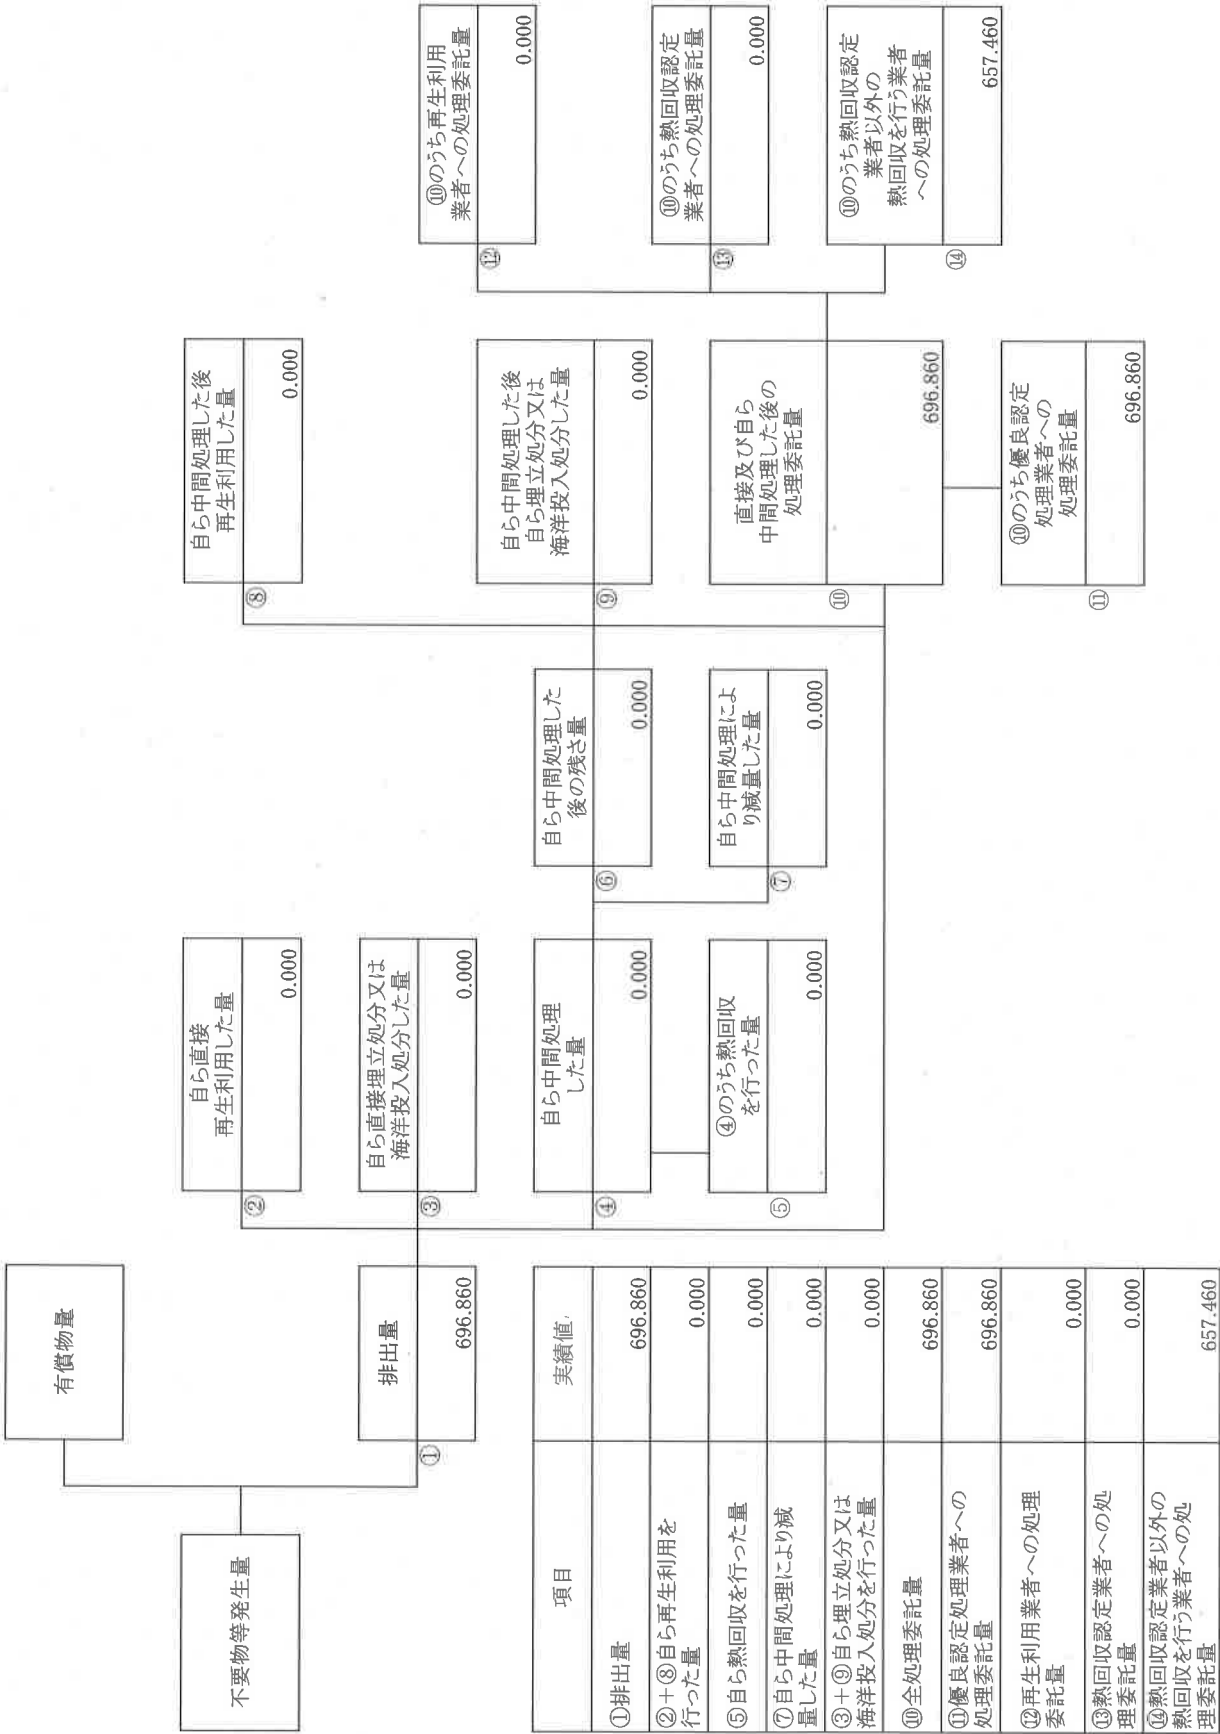 有償物量
不要物等発生量
排出量
①
696.860
自ら直接
再生利用した量
②
0.000
自ら直接埋立処分又は
海洋投入処分した量
③
0.000
自ら中間処理
した量
④
0.000
④のうち熱回収
を行った量
⑤
0.000
自ら中間処理した
後の残さ量
⑥
0.000
自ら中間処理によ
り減量した量
⑦
0.000
自ら中間処理した後
再生利用した量
⑧
0.000
自ら中間処理した後
自ら埋立処分又は
海洋投入処分した量
⑨
0.000
直接及び自ら
中間処理した後の
処理委託量
⑩
696.860
⑩のうち優良認定
処理業者への
処理委託量
⑪
696.860
⑩のうち再生利用
業者への処理委託量
⑫
0.000
⑩のうち熱回収認定
業者への処理委託量
⑬
0.000
⑩のうち熱回収認定
業者以外の
熱回収を行う業者
への処理委託量
⑭
657.460
項目 実績値
①排出量 696.860
②+⑧自ら再生利用を
行った量 0.000
⑤自ら熱回収を行った量 0.000
⑦自ら中間処理により減
量した量 0.000
③+⑨自ら埋立処分又は
海洋投入処分を行った量 0.000
⑩全処理委託量 696.860
⑪優良認定処理業者への
処理委託量 696.860
⑫再生利用業者への処理
委託量 0.000
⑬熱回収認定業者への処
理委託量 0.000
⑭熱回収認定業者以外の
熱回収を行う業者への処
理委託量 657.460